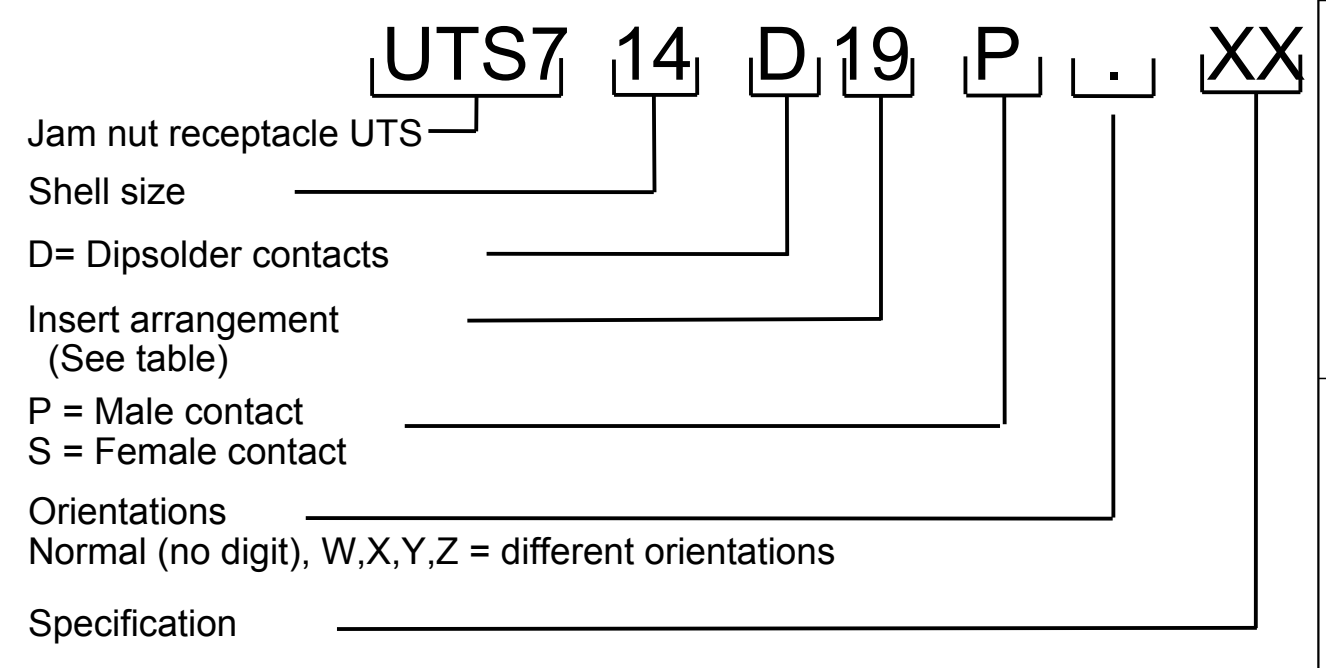 UTS7 14 D 19 P . XX
Jam nut receptacle UTS
Shell size
D= Dipsolder contacts
Insert arrangement
(See table)
P = Male contact
S = Female contact
Orientations
Normal (no digit), W,X,Y,Z = different orientations
Specification